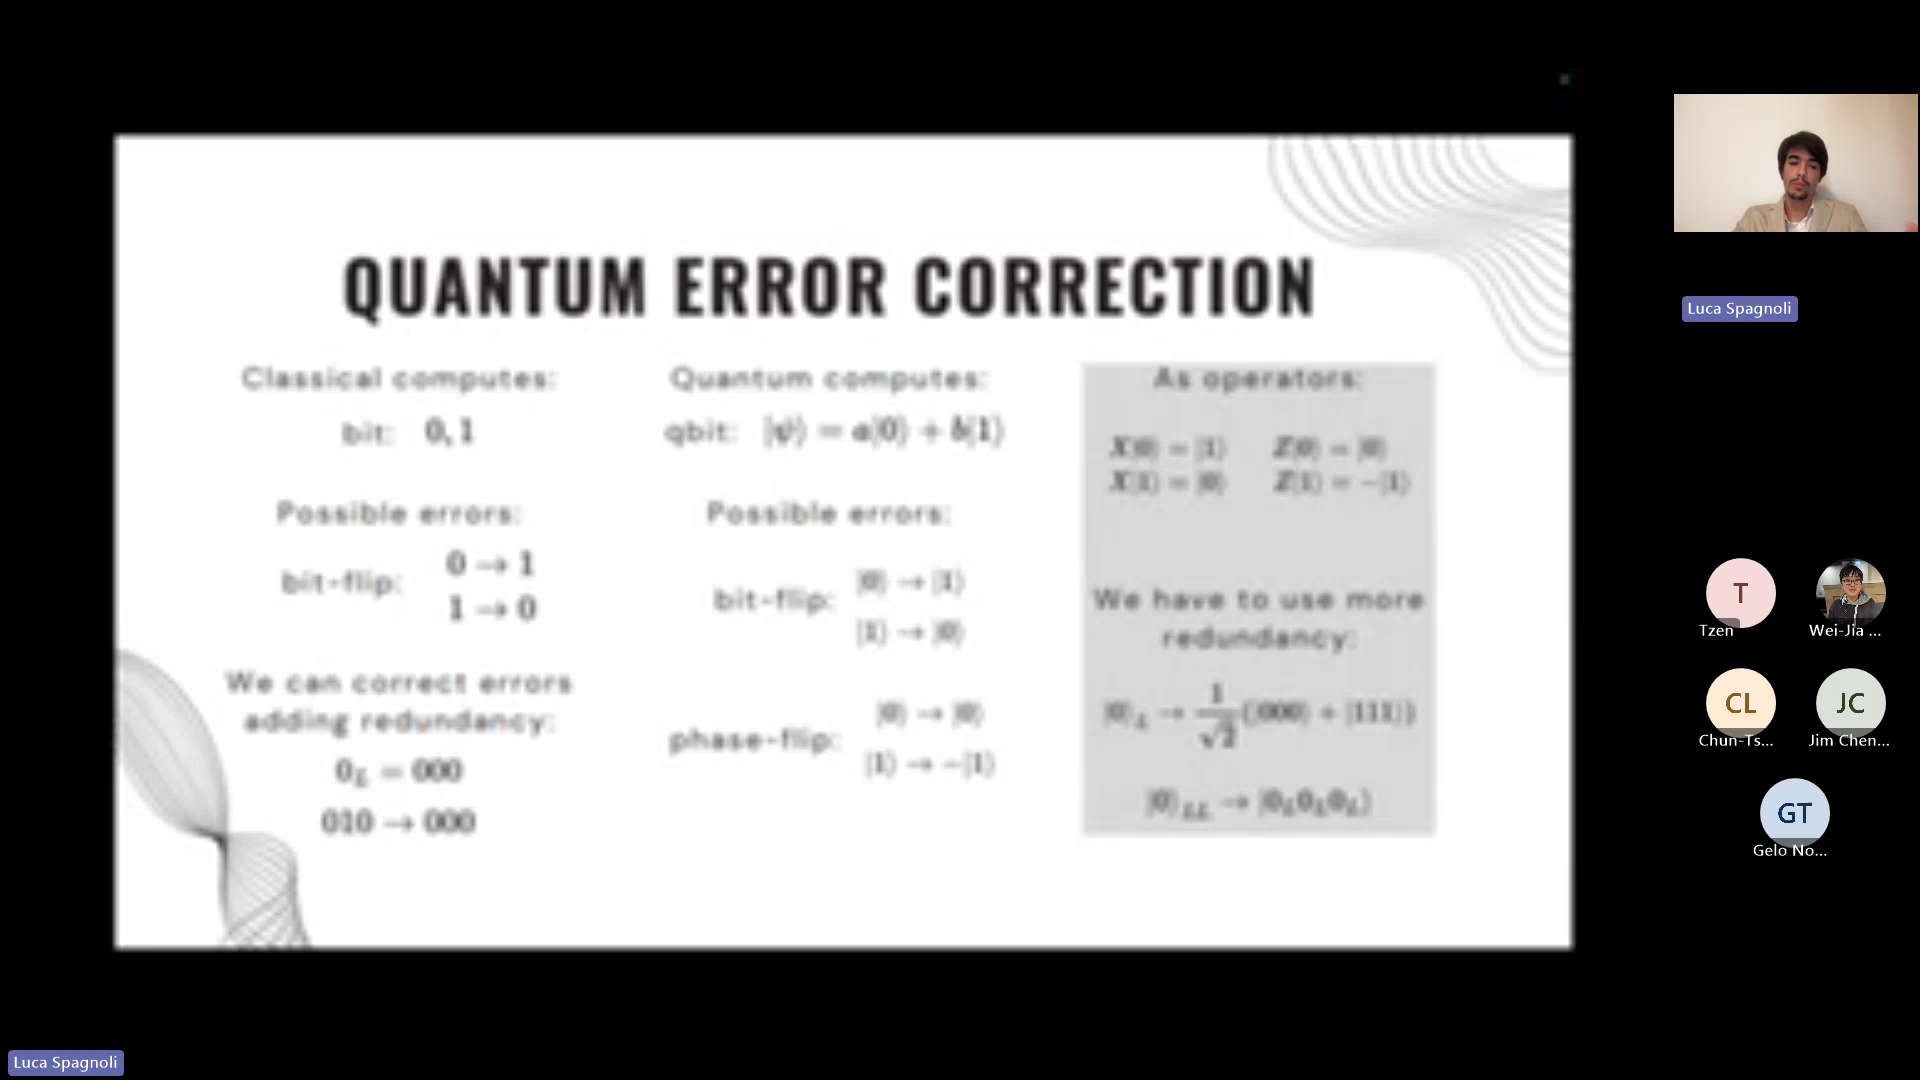 QUANTUM ERROR CORRECTION
Classical computes:
bit: 0, 1
Possible errors:
bit-flip:
0 → 1
1 → 0
We can correct errors
adding redundancy:
0_L = 000
010 → 000
Quantum computes:
qbit: |ψ⟩ = a|0⟩ + b|1⟩
Possible errors:
bit-flip:
|0⟩ → |1⟩
|1⟩ → |0⟩
phase-flip:
|0⟩ → |0⟩
|1⟩ → -|1⟩
As operators:
X|0⟩ = |1⟩ Z|0⟩ = |0⟩
X|1⟩ = |0⟩ Z|1⟩ = -|1⟩
We have to use more
redundancy:
|0⟩_L → 1/√2 (|000⟩ + |111⟩)
|0⟩_LL → |0_L0_L0_L⟩
Luca Spagnoli
T
Tzen
Wei-Jia ...
CL
Chun-Ts...
JC
Jim Chen...
GT
Gelo No...
Luca Spagnoli